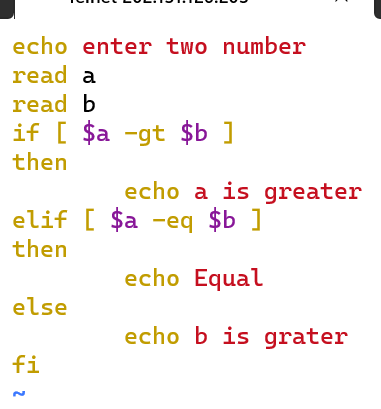 echo enter two number
read a
read b
if [ $a -gt $b ]
then
        echo a is greater
elif [ $a -eq $b ]
then
        echo Equal
else
        echo b is grater
fi
~